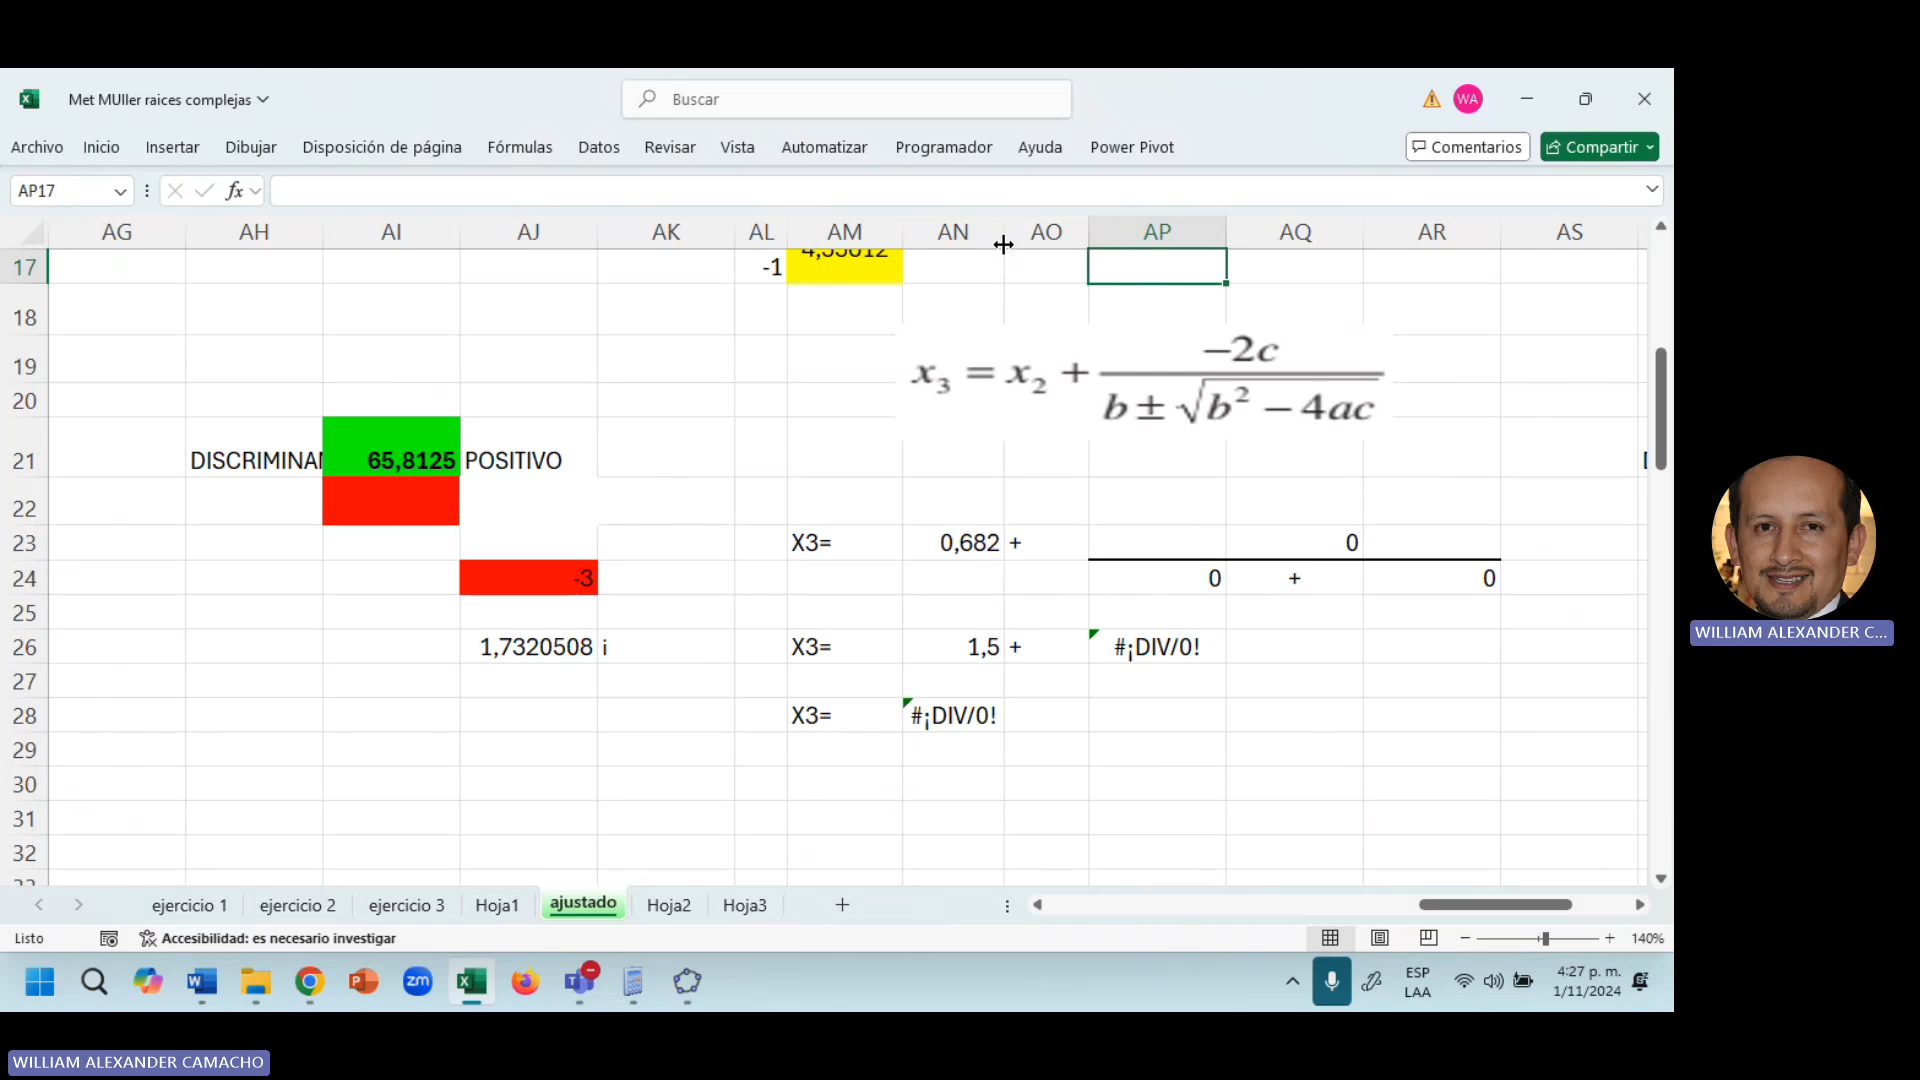 Met MUller raices complejas
Buscar
WA
Archivo Inicio Insertar Dibujar Disposición de página Fórmulas Datos Revisar Vista Automatizar Programador Ayuda Power Pivot Comentarios Compartir
AP17 fx
AG AH AI AJ AK AL AM AN AO AP AQ AR AS
17 -1 4,55612
18
19
20
x₃ = x₂ + −2c / b ± √b² − 4ac
21 DISCRIMINAN 65,8125 POSITIVO
22
23 X3= 0,682 + 0
24 -3 0 + 0
25
26 1,7320508 i X3= 1,5 + #¡DIV/0!
27
28 X3= #¡DIV/0!
29
30
31
32
ejercicio 1 ejercicio 2 ejercicio 3 Hoja1 ajustado Hoja2 Hoja3
Listo Accesibilidad: es necesario investigar 140%
ESP
LAA
4:27 p. m.
1/11/2024
WILLIAM ALEXANDER C...
WILLIAM ALEXANDER CAMACHO